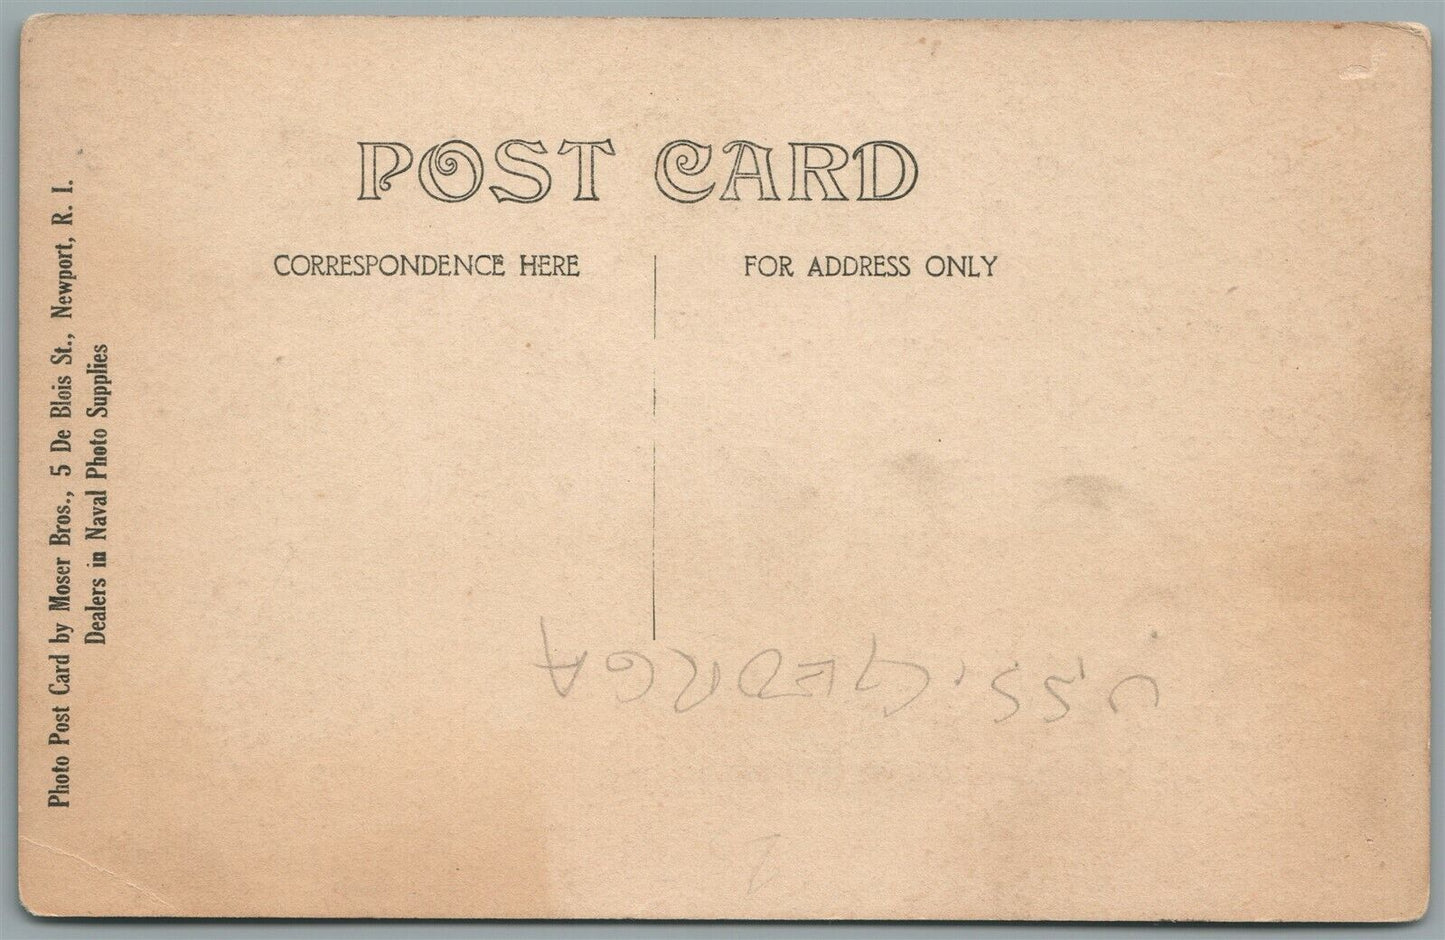 POST CARD
CORRESPONDENCE HERE
FOR ADDRESS ONLY
Photo Post Card by Moser Bros., 5 De Blois St., Newport, R. I.
Dealers in Naval Photo Supplies
U.S.S. GEORGA